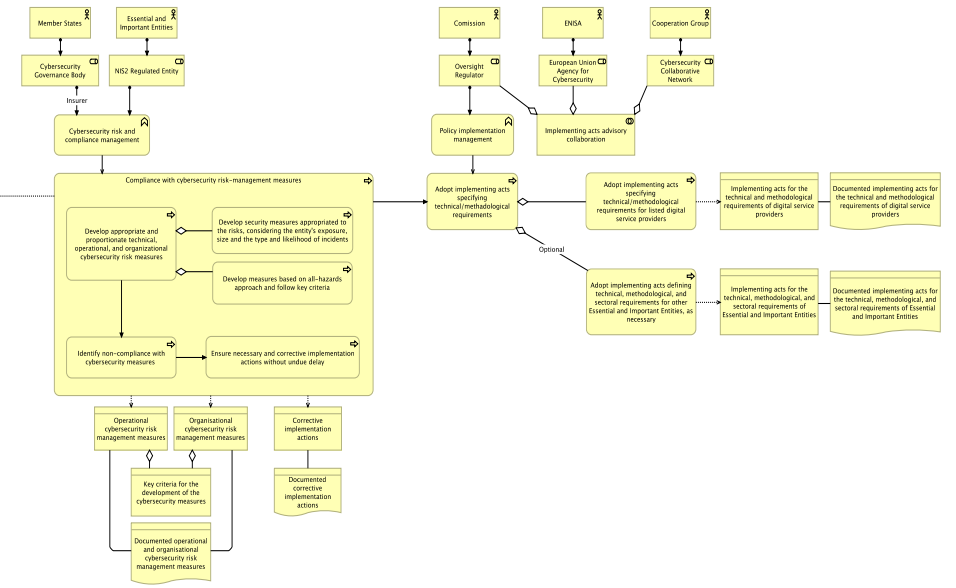 Member States
Essential and
Important Entities
Comission
ENISA
Cooperation Group
Cybersecurity
Governance Body
NIS2 Regulated Entity
Oversight
Regulator
European Union
Agency for
Cybersecurity
Cybersecurity
Collaborative
Network
Insurer
Cybersecurity risk and
compliance management
Policy implementation
management
Implementing acts advisory
collaboration
Compliance with cybersecurity risk-management measures
Develop appropriate and
proportionate technical,
operational, and organizational
cybersecurity risk measures
Develop security measures appropriated to
the risks, considering the entity's exposure,
size and the type and likelihood of incidents
Develop measures based on all-hazards
approach and follow key criteria
Identify non-compliance with
cybersecurity measures
Ensure necessary and corrective implementation
actions without undue delay
Adopt implementing acts
specifying
technical/methadological
requirements
Adopt implementing acts
specifying
technical/methadological
requirements for listed digital
service providers
Implementing acts for the
technical and methodological
requirements of digital service
providers
Documented implementing acts for
the technical and methodological
requirements of digital service
providers
Optional
Adopt implementing acts defining
technical, methodological, and
sectoral requirements for other
Essential and Important Entities, as
necessary
Implementing acts for the
technical, methodological, and
sectoral requirements of
Essential and Important Entities
Documented implementing acts for
the technical, methodological, and
sectoral requirements of Essential
and Important Entities
Operational
cybersecurity risk
management measures
Organisational
cybersecurity risk
management measures
Corrective
implementation
actions
Key criteria for the
development of the
cybersecurity measures
Documented
corrective
implementation
actions
Documented operational
and organisational
cybersecurity risk
management measures